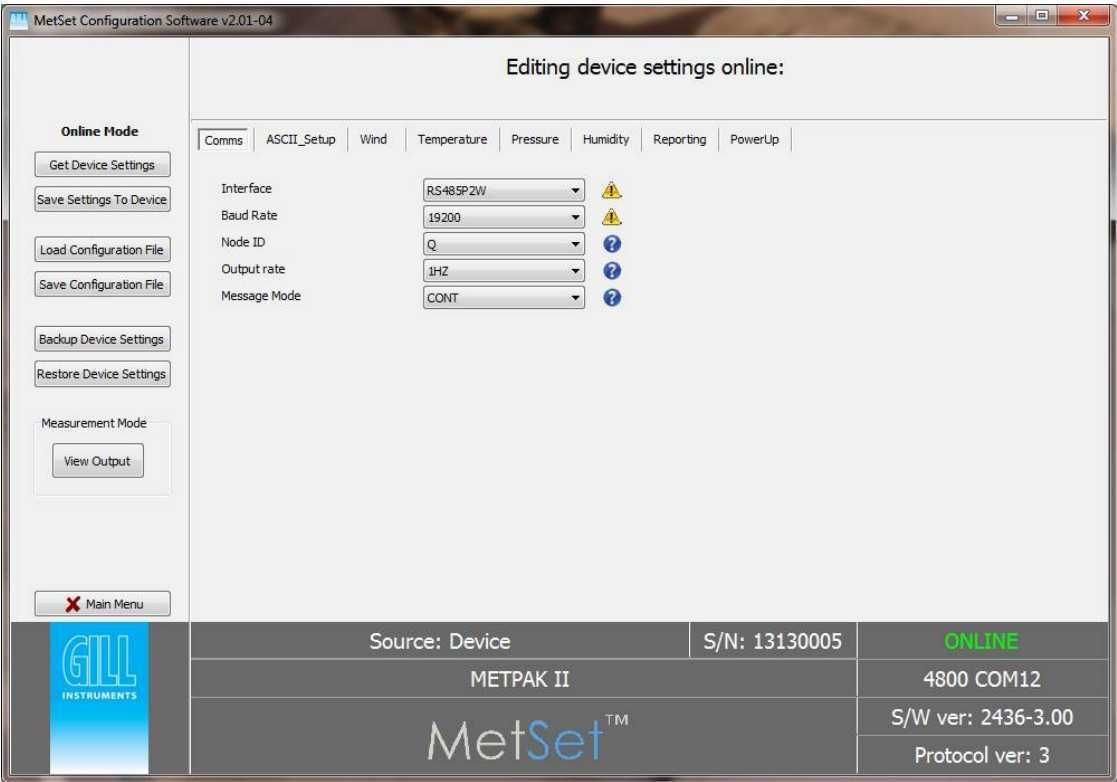 MetSet Configuration Software v2.01-04
Editing device settings online:
Online Mode
Get Device Settings
Save Settings To Device
Load Configuration File
Save Configuration File
Backup Device Settings
Restore Device Settings
Measurement Mode
View Output
Main Menu
Comms ASCII_Setup Wind Temperature Pressure Humidity Reporting PowerUp
Interface RS485P2W
Baud Rate 19200
Node ID Q
Output rate 1HZ
Message Mode CONT
GILL
INSTRUMENTS
Source: Device S/N: 13130005 ONLINE
METPAK II 4800 COM12
MetSet™ S/W ver: 2436-3.00
Protocol ver: 3